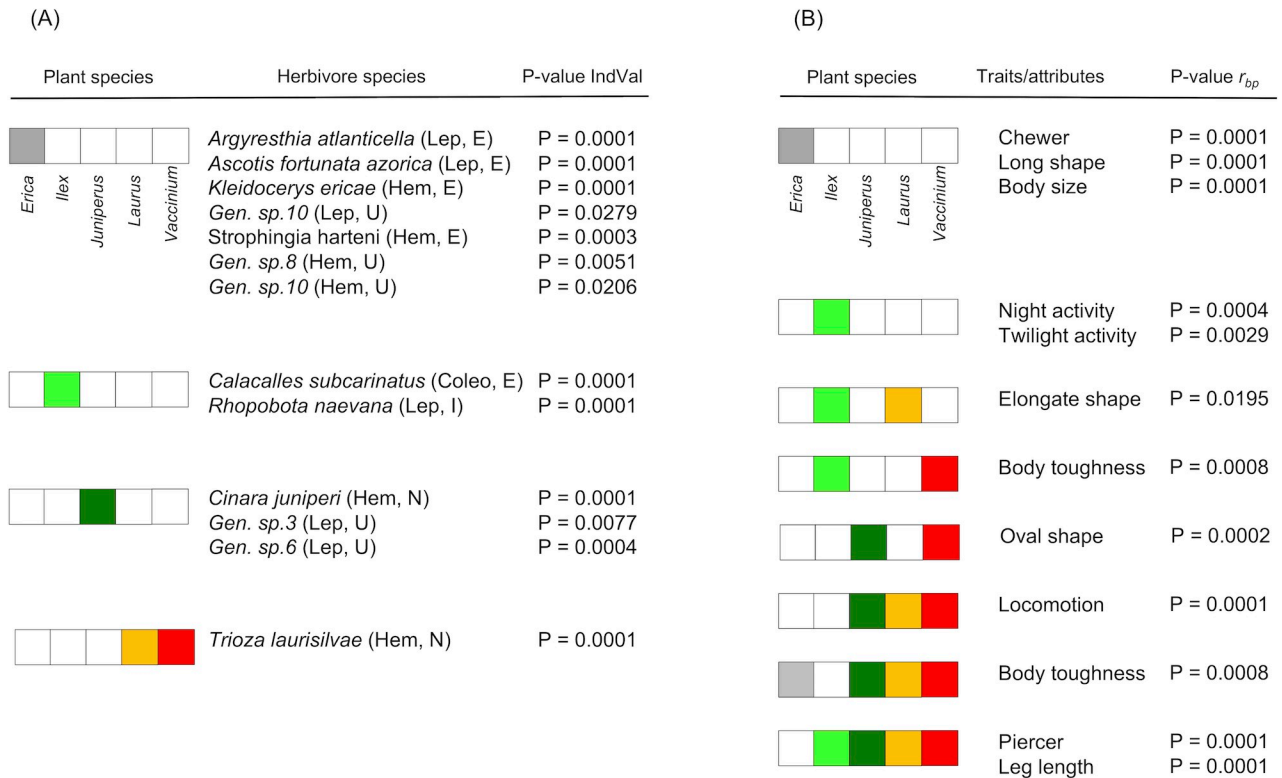 (A)
Plant species Herbivore species P-value IndVal
Argyresthia atlanticella (Lep, E) P = 0.0001
Ascotis fortunata azorica (Lep, E) P = 0.0001
Kleidocerys ericae (Hem, E) P = 0.0001
Gen. sp.10 (Lep, U) P = 0.0279
Strophingia harteni (Hem, E) P = 0.0003
Gen. sp.8 (Hem, U) P = 0.0051
Gen. sp.10 (Hem, U) P = 0.0206
Erica
Ilex
Juniperus
Laurus
Vaccinium
Calacalles subcarinatus (Coleo, E) P = 0.0001
Rhopobota naevana (Lep, I) P = 0.0001
Cinara juniperi (Hem, N) P = 0.0001
Gen. sp.3 (Lep, U) P = 0.0077
Gen. sp.6 (Lep, U) P = 0.0004
Trioza laurisilvae (Hem, N) P = 0.0001
(B)
Plant species Traits/attributes P-value rbp
Chewer P = 0.0001
Long shape P = 0.0001
Body size P = 0.0001
Erica
Ilex
Juniperus
Laurus
Vaccinium
Night activity P = 0.0004
Twilight activity P = 0.0029
Elongate shape P = 0.0195
Body toughness P = 0.0008
Oval shape P = 0.0002
Locomotion P = 0.0001
Body toughness P = 0.0008
Piercer P = 0.0001
Leg length P = 0.0001